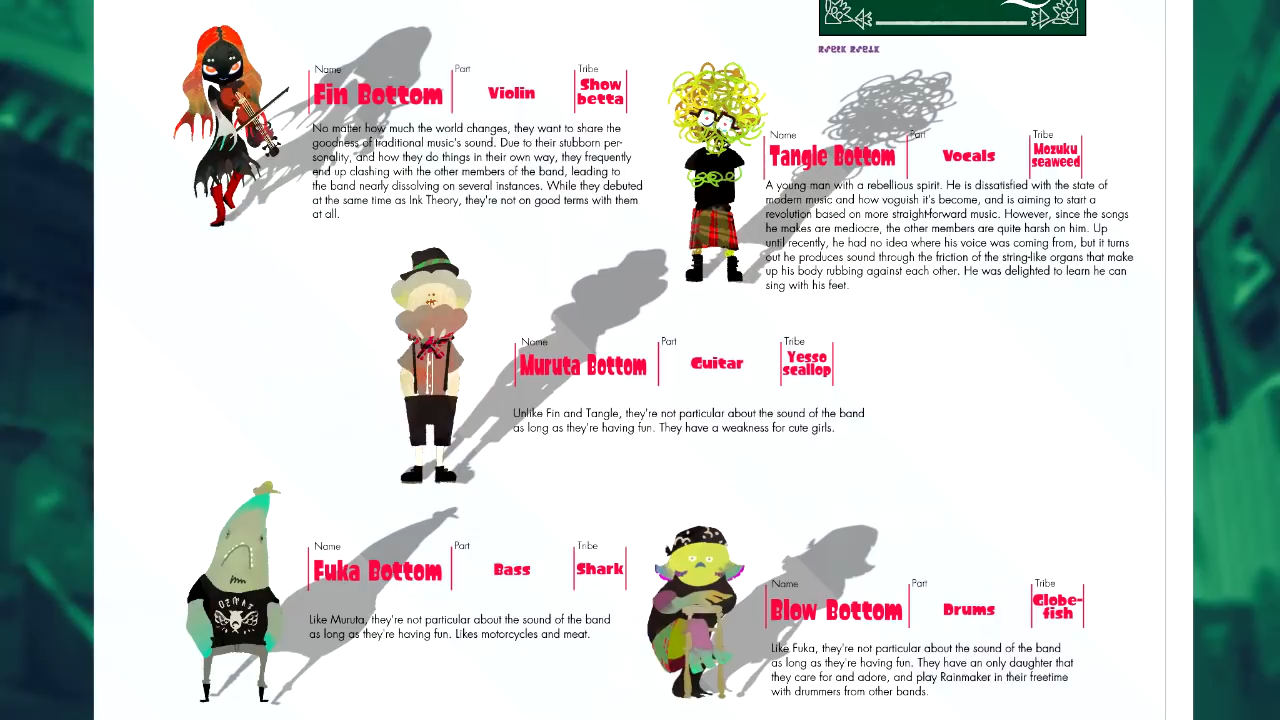 Name
Part
Tribe
Fin Bottom
Violin
Show
betta
No matter how much the world changes, they want to share the
goodness of traditional music's sound. Due to their stubborn per-
sonality, and how they do things in their own way, they frequently
end up clashing with the other members of the band, leading to
the band nearly dissolving on several instances. While they debuted
at the same time as Ink Theory, they're not on good terms with them
at all.
Name
Part
Tribe
Tangle Bottom
Vocals
Mozuku
seaweed
A young man with a rebellious spirit. He is dissatisfied with the state of
modern music and how voguish it's become, and is aiming to start a
revolution based on more straight-forward music. However, since the songs
he makes are mediocre, the other members are quite harsh on him. Up
until recently, he had no idea where his voice was coming from, but it turns
out he produces sound through the friction of the string-like organs that make
up his body rubbing against each other. He was delighted to learn he can
sing with his feet.
Name
Part
Tribe
Muruta Bottom
Guitar
Yesso
scallop
Unlike Fin and Tangle, they're not particular about the sound of the band
as long as they're having fun. They have a weakness for cute girls.
Name
Part
Tribe
Fuka Bottom
Bass
Shark
Like Muruta, they're not particular about the sound of the band
as long as they're having fun. Likes motorcycles and meat.
Name
Part
Tribe
Blow Bottom
Drums
Globe-
fish
Like Fuka, they're not particular about the sound of the band
as long as they're having fun. They have an only daughter that
they care for and adore, and play Rainmaker in their freetime
with drummers from other bands.